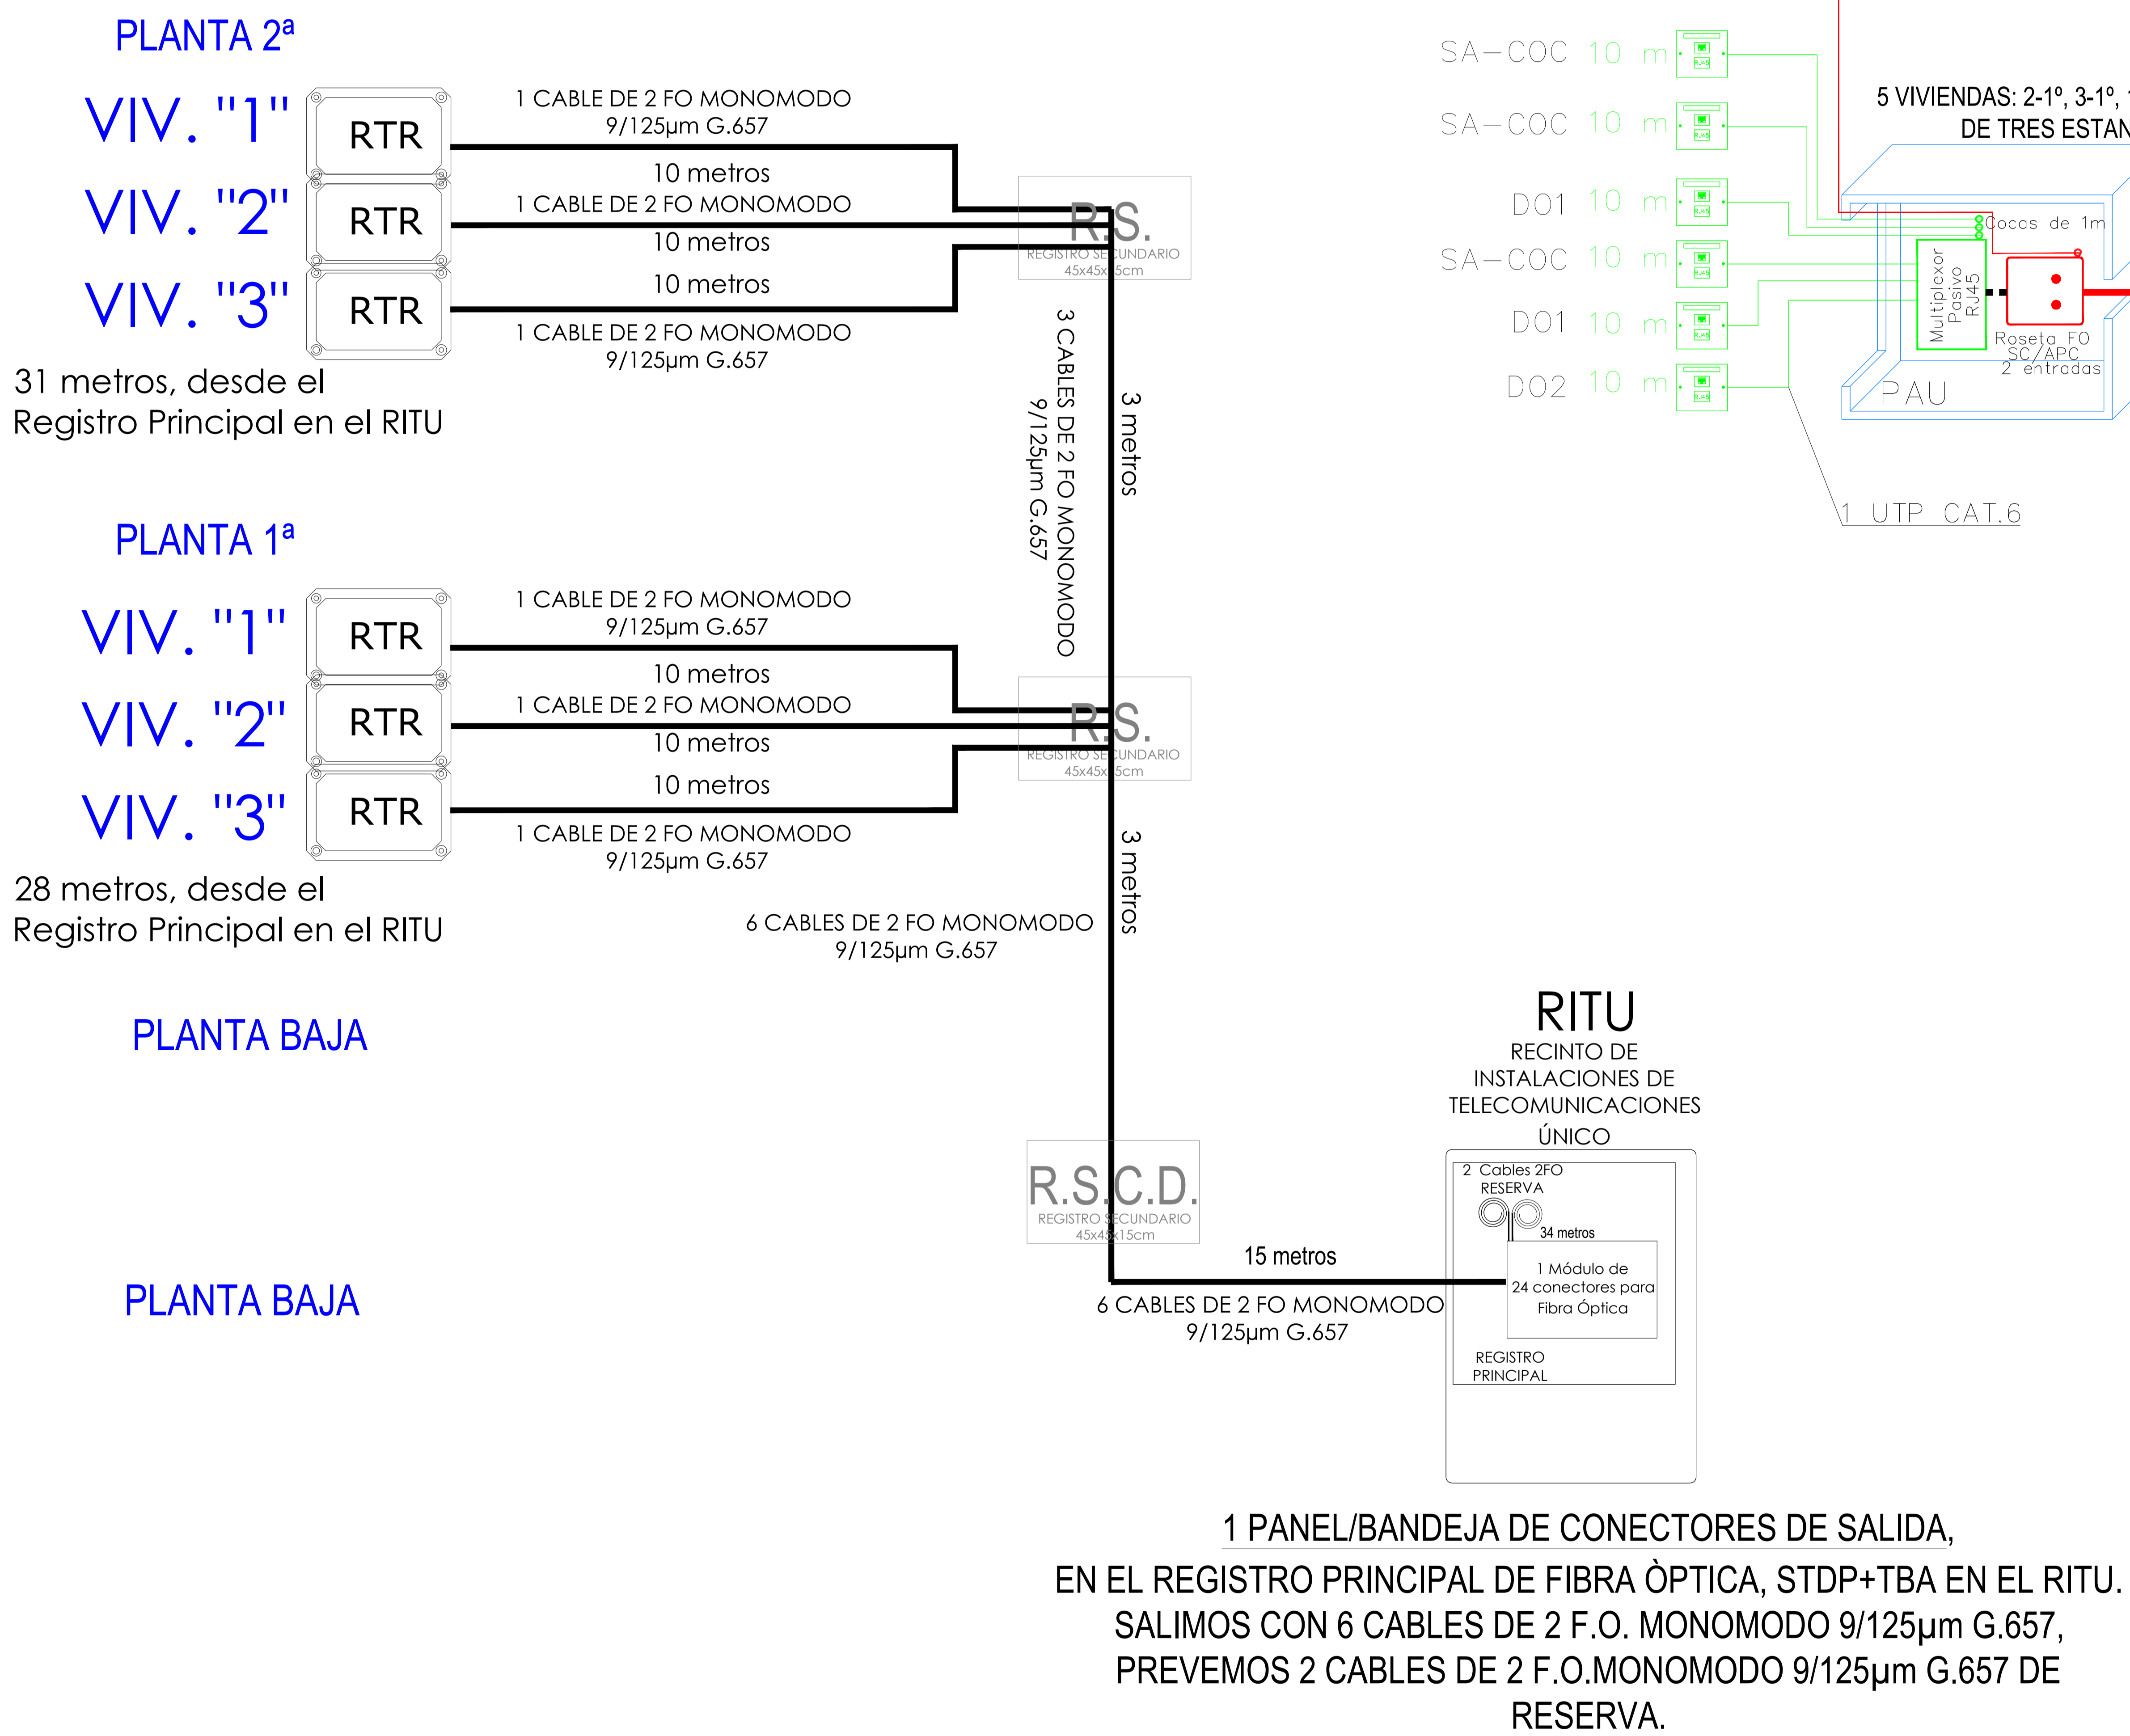 PLANTA 2ª
VIV. "1"
RTR
1 CABLE DE 2 FO MONOMODO
9/125µm G.657
10 metros
VIV. "2"
RTR
1 CABLE DE 2 FO MONOMODO
10 metros
VIV. "3"
RTR
10 metros
1 CABLE DE 2 FO MONOMODO
9/125µm G.657
31 metros, desde el
Registro Principal en el RITU
R.S.
REGISTRO SECUNDARIO
45x45x15cm
3 CABLES DE 2 FO MONOMODO
9/125µm G.657
3 metros
PLANTA 1ª
VIV. "1"
RTR
1 CABLE DE 2 FO MONOMODO
9/125µm G.657
10 metros
VIV. "2"
RTR
1 CABLE DE 2 FO MONOMODO
10 metros
VIV. "3"
RTR
10 metros
1 CABLE DE 2 FO MONOMODO
9/125µm G.657
28 metros, desde el
Registro Principal en el RITU
R.S.
REGISTRO SECUNDARIO
45x45x15cm
3 metros
6 CABLES DE 2 FO MONOMODO
9/125µm G.657
PLANTA BAJA
PLANTA BAJA
R.S.C.D.
REGISTRO SECUNDARIO
45x45x15cm
15 metros
6 CABLES DE 2 FO MONOMODO
9/125µm G.657
SA-COC 10 m
RJ45
SA-COC 10 m
RJ45
DO1 10 m
RJ45
SA-COC 10 m
RJ45
DO1 10 m
RJ45
DO2 10 m
RJ45
5 VIVIENDAS: 2-1º, 3-1º,
DE TRES
Cocas de 1m
Multiplexor
Pasivo
RJ45
Roseta FO
SC/APC
2 entradas
PAU
1 UTP CAT.6
RITU
RECINTO DE
INSTALACIONES DE
TELECOMUNICACIONES
ÚNICO
2 Cables 2FO
RESERVA
34 metros
1 Módulo de
24 conectores para
Fibra Óptica
REGISTRO
PRINCIPAL
1 PANEL/BANDEJA DE CONECTORES DE SALIDA,
EN EL REGISTRO PRINCIPAL DE FIBRA ÒPTICA, STDP+TBA EN EL RITU.
SALIMOS CON 6 CABLES DE 2 F.O. MONOMODO 9/125µm G.657,
PREVEMOS 2 CABLES DE 2 F.O.MONOMODO 9/125µm G.657 DE
RESERVA.